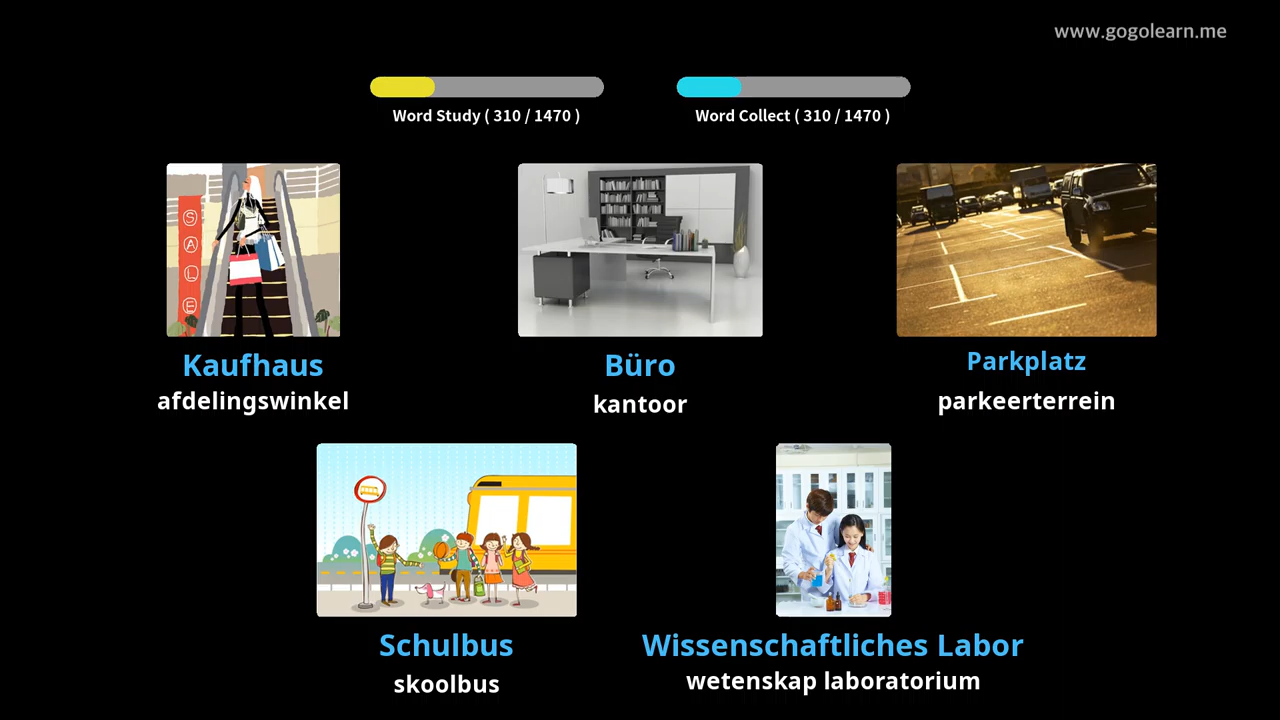 www.gogolearn.me
Word Study ( 310 / 1470 )
Word Collect ( 310 / 1470 )
SALE
Kaufhaus
afdelingswinkel
Büro
kantoor
Parkplatz
parkeerterrein
Schulbus
skoolbus
Wissenschaftliches Labor
wetenskap laboratorium